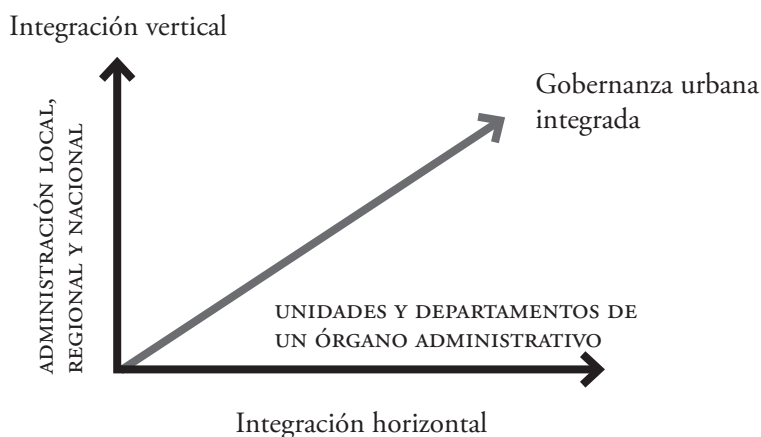 Integración vertical
Gobernanza urbana
integrada
ADMINISTRACIÓN LOCAL,
REGIONAL Y NACIONAL
UNIDADES Y DEPARTAMENTOS DE
UN ÓRGANO ADMINISTRATIVO
Integración horizontal